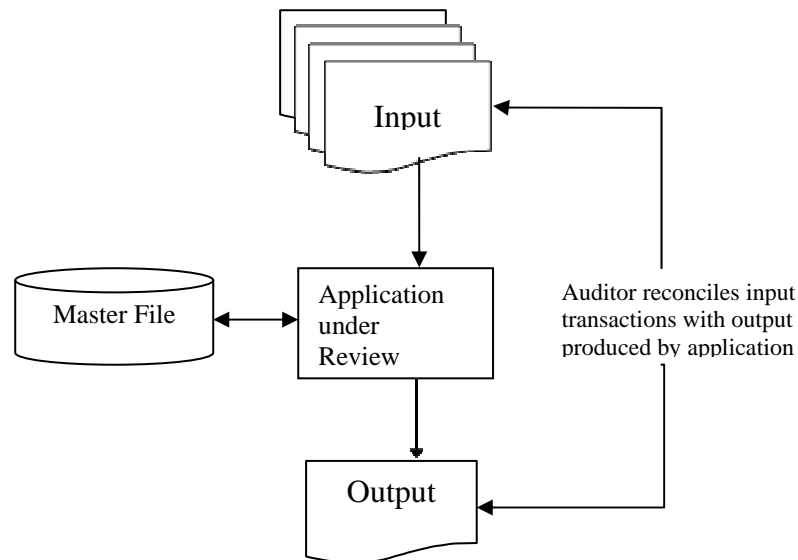 Input
Master File
Application
under
Review
Auditor reconciles input
transactions with output
produced by application
Output